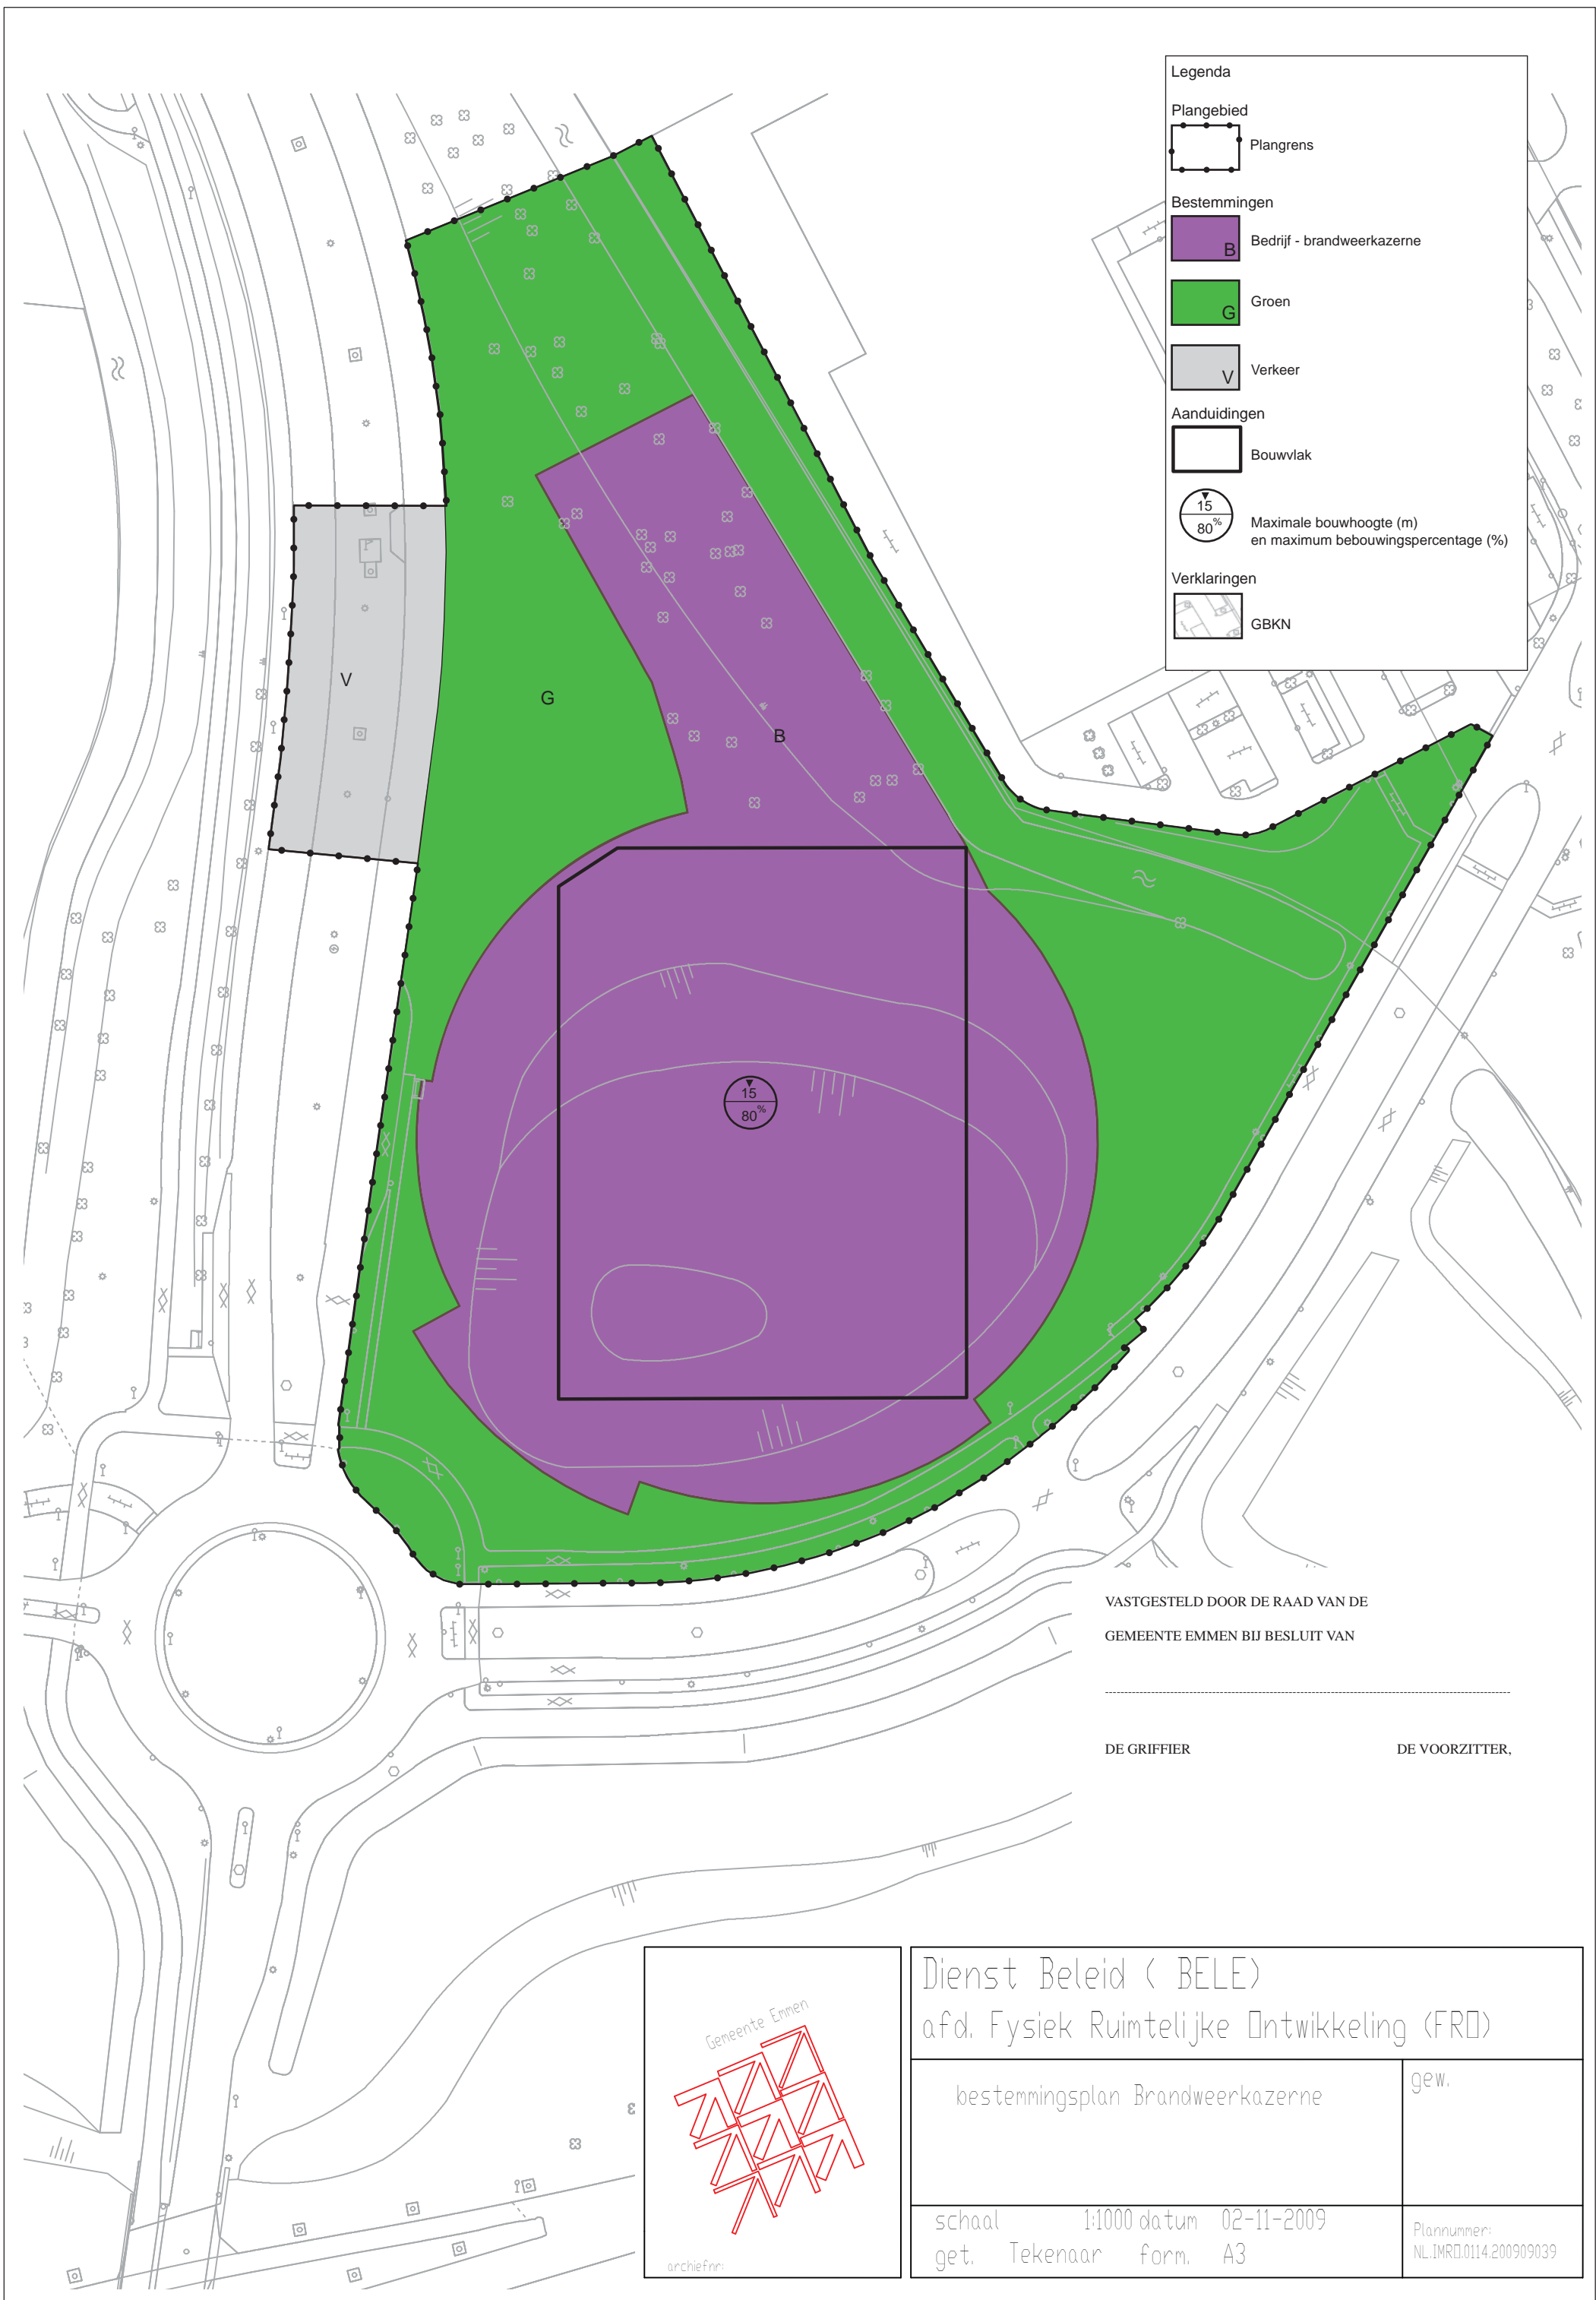 Legenda
Plangebied
Plangrens
Bestemmingen
B
Bedrijf - brandweerkazerne
G
Groen
V
Verkeer
Aanduidingen
Bouwvlak
15
80%
Maximale bouwhoogte (m)
en maximum bebouwingspercentage (%)
Verklaringen
GBKN
V
G
B
15
80%
VASTGESTELD DOOR DE RAAD VAN DE
GEMEENTE EMMEN BIJ BESLUIT VAN
DE GRIFFIER DE VOORZITTER,
Gemeente Emmen
archiefnr:
Dienst Beleid ( BELE)
afd. Fysiek Ruimtelijke □ntwikkeling (FR□)
bestemmingsplan Brandweerkazerne
gew.
schaal 1:1000 datum 02-11-2009
get. Tekenaar form. A3
Plannummer:
NL.IMR□.0114.200909039